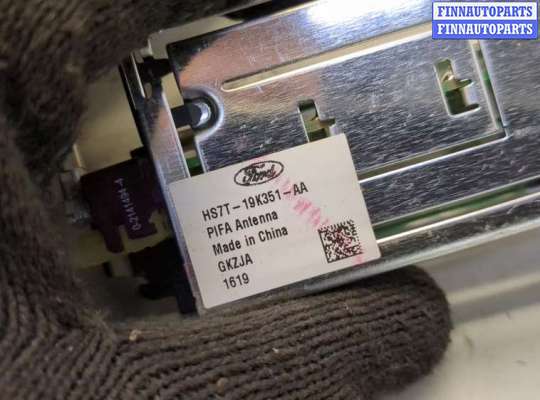 FINNAUTOPARTS
FINNAUTOPARTS
Ford
HS7T-19K351-AA
PIFA Antenna
Made in China
GKZJA
1619